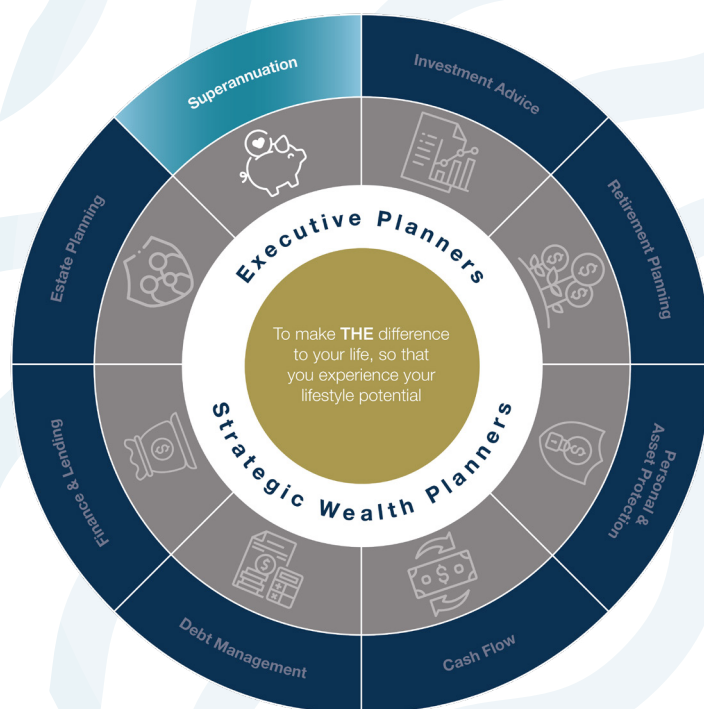 Superannuation
Investment Advice
Retirement Planning
Personal &
Asset Protection
Cash Flow
Debt Management
Finance & Lending
Estate Planning
Executive Planners
To make THE difference
to your life, so that
you experience your
lifestyle potential
Strategic Wealth Planners